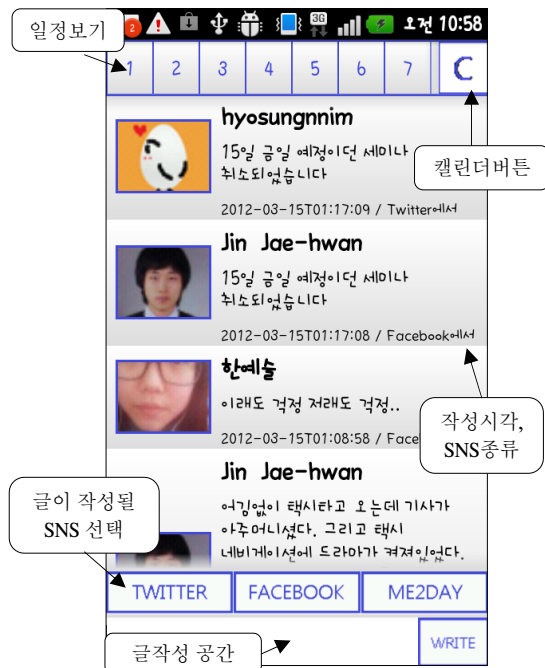 2
3G
오전 10:58
일정보기
1 2 3 4 5 6 7 C
hyosungnnim
15일 금일 예정이던 세미나
취소되었습니다
캘린더버튼
2012-03-15T01:17:09 / Twitter에서
Jin Jae-hwan
15일 금일 예정이던 세미나
취소되었습니다
2012-03-15T01:17:08 / Facebook에서
한예슬
이래도 걱정 저래도 걱정..
2012-03-15T01:08:58 / Face
작성시각,
SNS종류
Jin Jae-hwan
어김없이 택시타고 오는데 기사가
아주머니셨다. 그리고 택시
네비게이션에 드라마가 켜져있었다.
글이 작성될
SNS 선택
TWITTER FACEBOOK ME2DAY
글작성 공간
WRITE